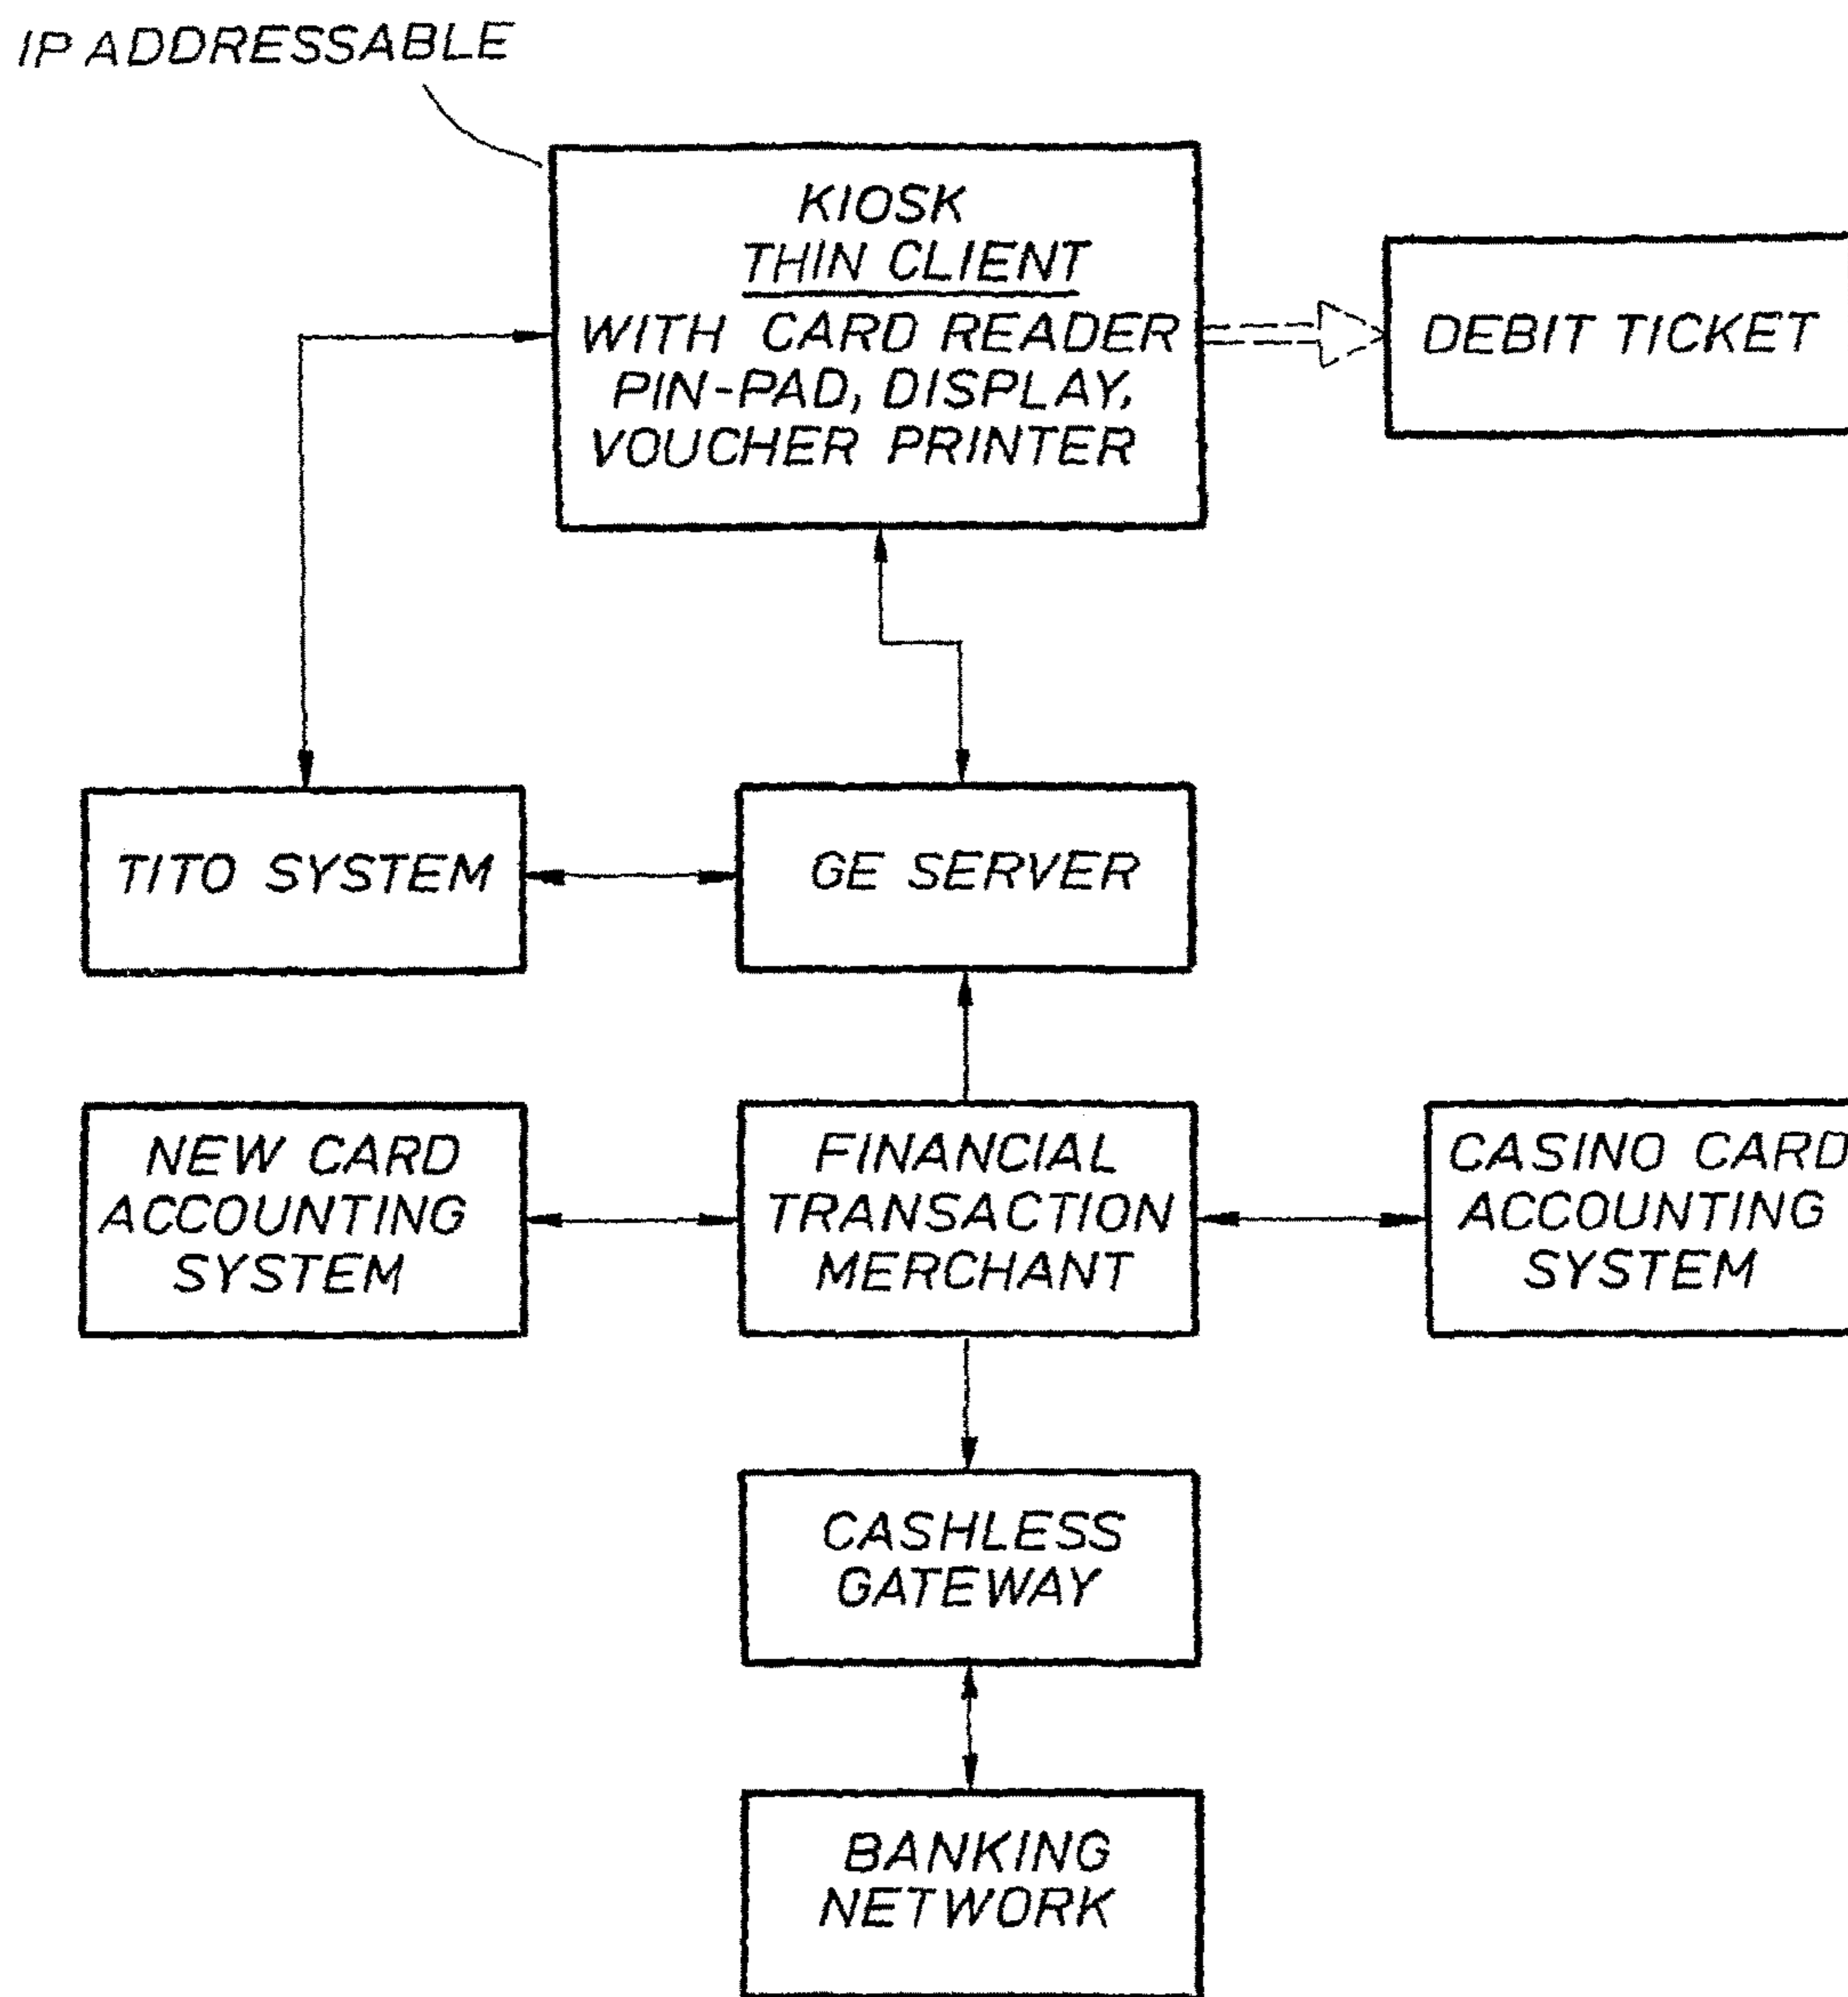 IP ADDRESSABLE
KIOSK
THIN CLIENT
WITH CARD READER
PIN-PAD, DISPLAY,
VOUCHER PRINTER
DEBIT TICKET
TITO SYSTEM
GE SERVER
NEW CARD
ACCOUNTING
SYSTEM
FINANCIAL
TRANSACTION
MERCHANT
CASINO CARD
ACCOUNTING
SYSTEM
CASHLESS
GATEWAY
BANKING
NETWORK